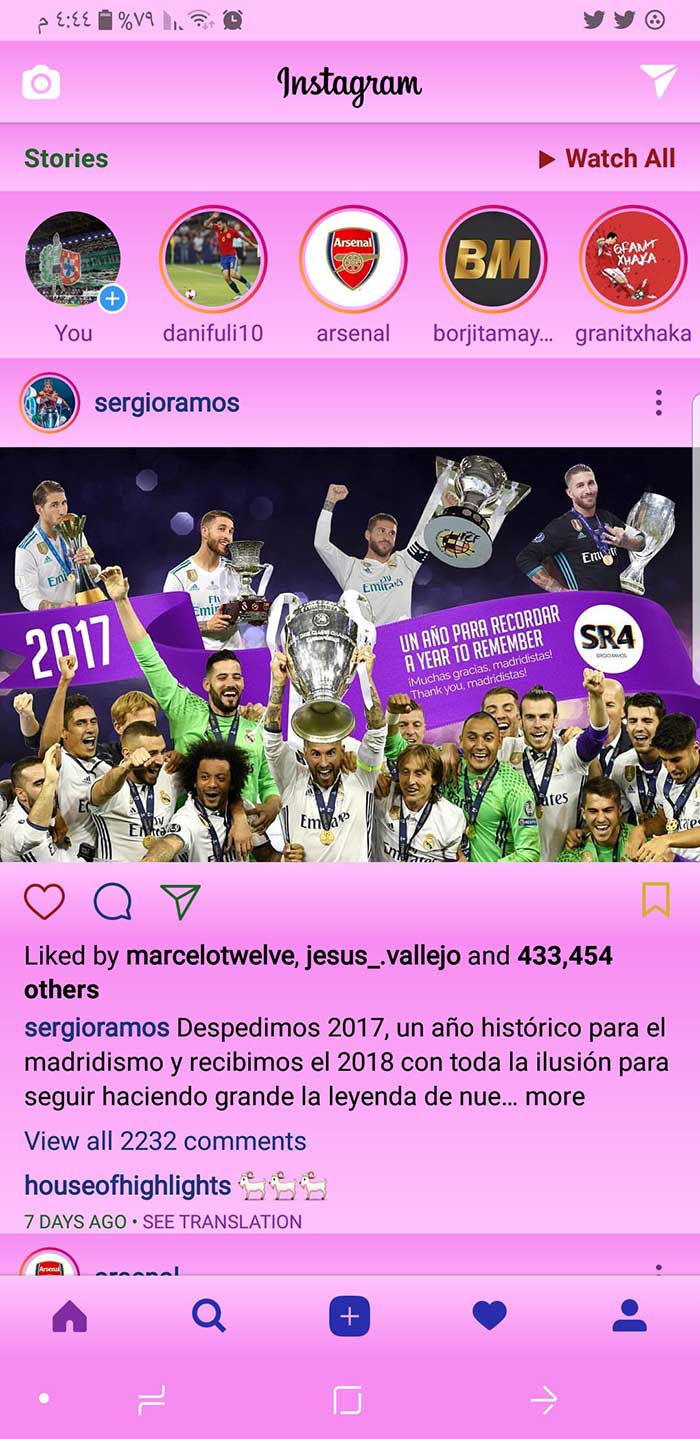 ٤:٤٤ م
%٧٩
Instagram
Stories
Watch All
Arsenal
BM
GRANIT
XHAKA
23
You
danifuli10
arsenal
borjitamay...
granitxhaka
sergioramos
2017
UN AÑO PARA RECORDAR
A YEAR TO REMEMBER
¡Muchas gracias, madridistas!
Thank you, madridistas!
SR4
SERGIO RAMOS
Emirates
Liked by marcelotwelve, jesus_.vallejo and 433,454
others
sergioramos Despedimos 2017, un año histórico para el
madridismo y recibimos el 2018 con toda la ilusión para
seguir haciendo grande la leyenda de nue... more
View all 2232 comments
houseofhighlights 🐐🐐🐐
7 DAYS AGO • SEE TRANSLATION
Arsenal
arsenal